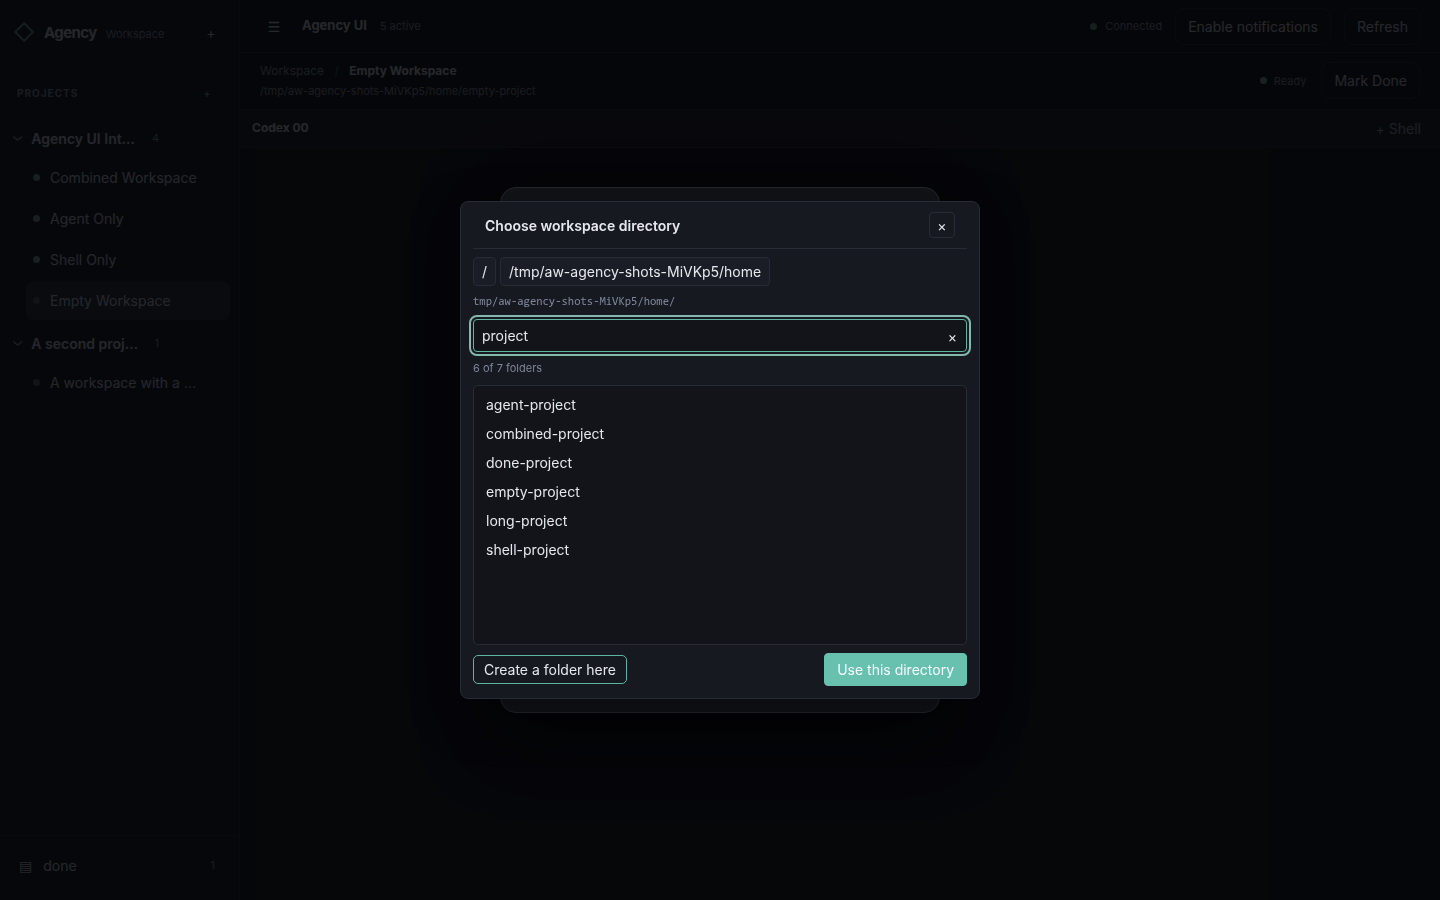 Agency Workspace +
Agency UI 5 active
Connected
Enable notifications
Refresh
Workspace / Empty Workspace
/tmp/aw-agency-shots-MiVKp5/home/empty-project
Ready
Mark Done
PROJECTS +
Codex 00
+ Shell
Agency UI Int... 4
Combined Workspace
Agent Only
Shell Only
Empty Workspace
A second proj... 1
A workspace with a ...
done 1
Choose workspace directory ×
/ /tmp/aw-agency-shots-MiVKp5/home
tmp/aw-agency-shots-MiVKp5/home/
project ×
6 of 7 folders
agent-project
combined-project
done-project
empty-project
long-project
shell-project
Create a folder here
Use this directory